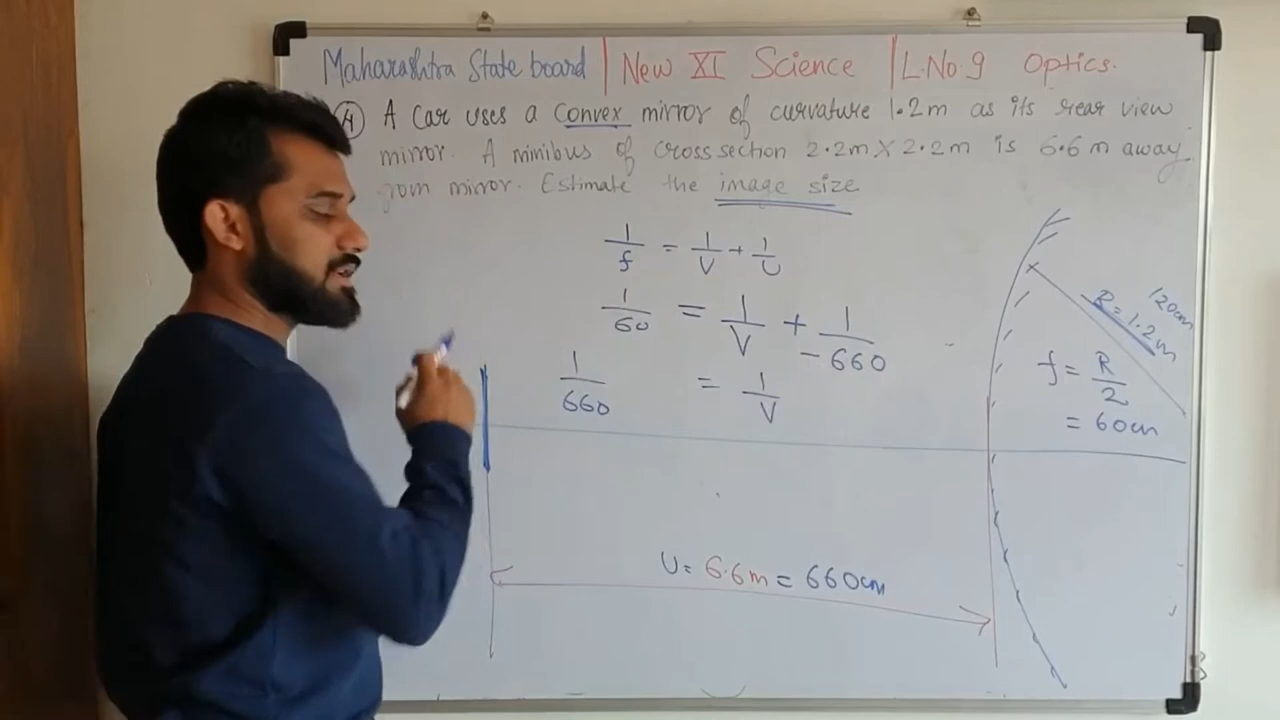 Maharashtra State board | New XI Science | L.No.9 Optics.
4) A Car uses a Convex mirror of curvature 1.2m as its rear view
mirror. A minibus of cross section 2.2m X 2.2m is 6.6 m away
from mirror. Estimate the image size
1/f = 1/V + 1/U
1/60 = 1/V + 1/-660
1/660 = 1/V
R = 1.2m
120cm
f = R/2
= 60cm
U = 6.6m = 660cm